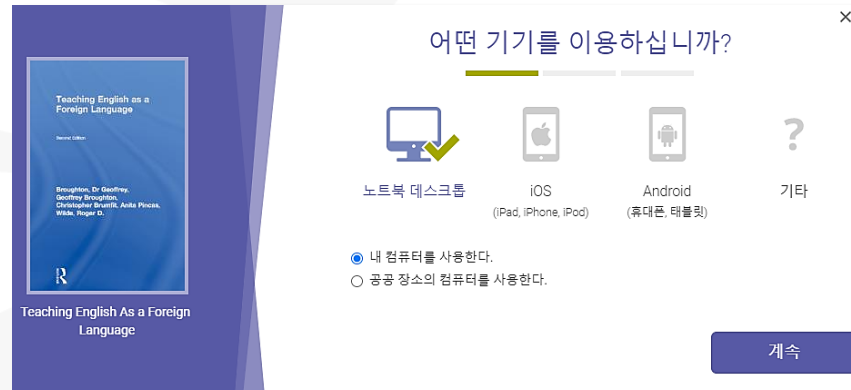 어떤 기기를 이용하십니까?
Teaching English as a
Foreign Language
Second Edition
Broughton, Dr Geoffrey,
Geoffrey Broughton,
Christopher Brumfit, Anita Pincas,
Wilde, Roger D.
R
Teaching English As a Foreign
Language
노트북 데스크톱
iOS
(iPad, iPhone, iPod)
Android
(휴대폰, 태블릿)
?
기타
내 컴퓨터를 사용한다.
공공 장소의 컴퓨터를 사용한다.
계속